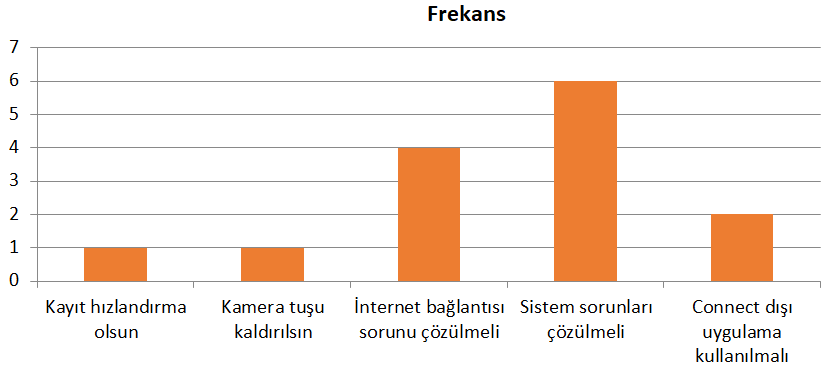 Frekans
7
6
5
4
3
2
1
0
Kayıt hızlandırma
olsun
Kamera tuşu
kaldırılsın
İnternet bağlantısı
sorunu çözülmeli
Sistem sorunları
çözülmeli
Connect dışı
uygulama
kullanılmalı